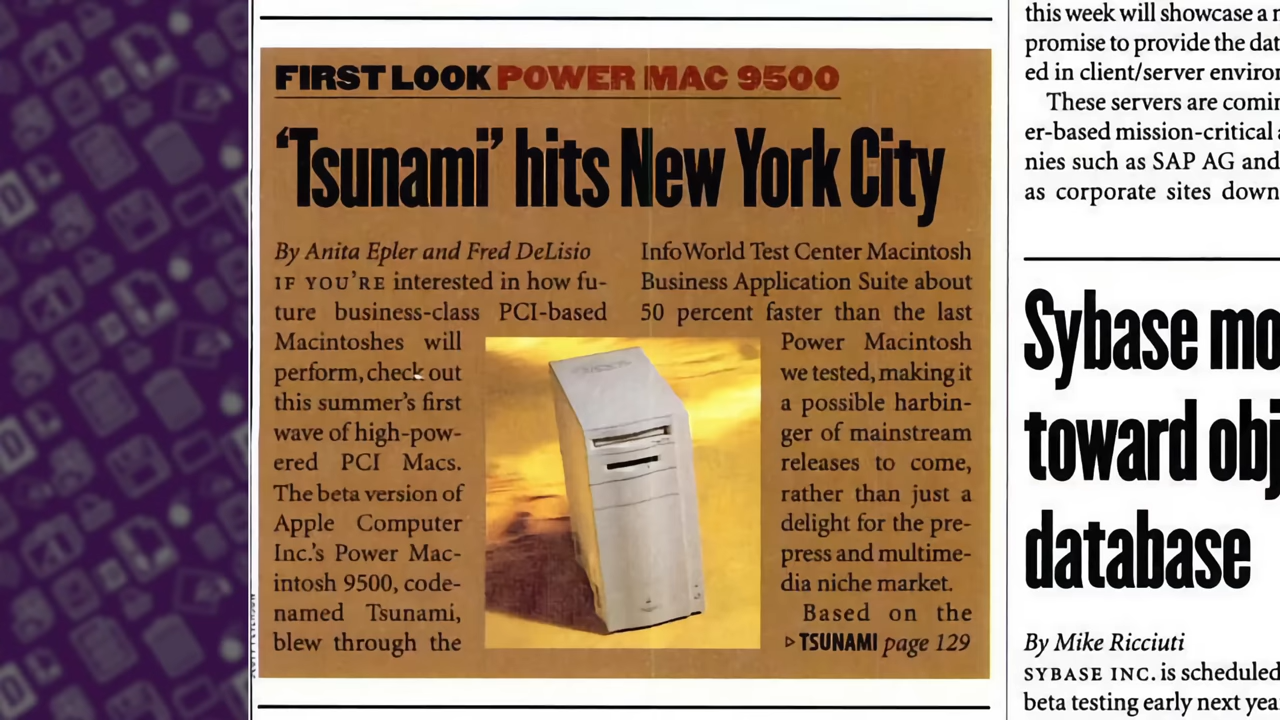 FIRST LOOK POWER MAC 9500
‘Tsunami’ hits New York City
By Anita Epler and Fred DeLisio
IF YOU’RE interested in how fu-
ture business-class PCI-based
Macintoshes will
perform, check out
this summer’s first
wave of high-pow-
ered PCI Macs.
The beta version of
Apple Computer
Inc.’s Power Mac-
intosh 9500, code-
named Tsunami,
blew through the
InfoWorld Test Center Macintosh
Business Application Suite about
50 percent faster than the last
Power Macintosh
we tested, making it
a possible harbin-
ger of mainstream
releases to come,
rather than just a
delight for the pre-
press and multime-
dia niche market.
Based on the
▹ TSUNAMI page 129
this week will showcase a
promise to provide the
ed in client/server
These servers are
er-based mission-critical
nies such as SAP AG and
as corporate sites down
Sybase
toward
database
By Mike Ricciuti
SYBASE INC. is scheduled
beta testing early next